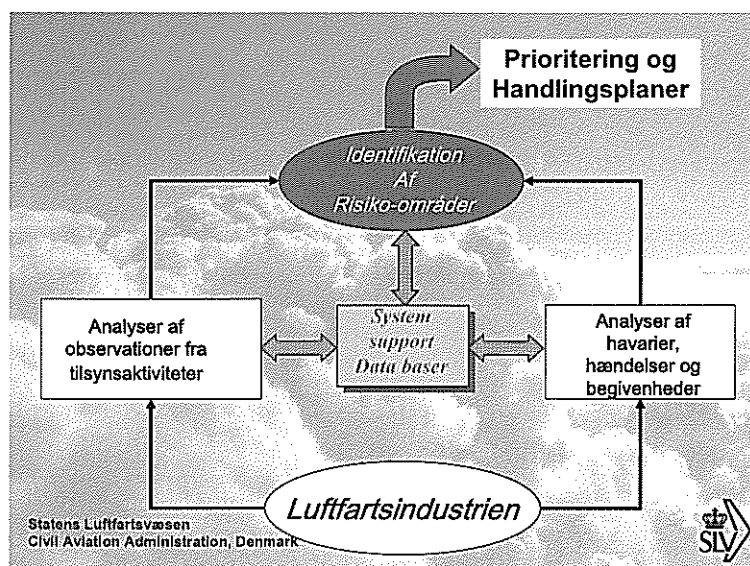 Prioritering og
Handlingsplaner
Identifikation
Af
Risiko-områder
Analyser af
observationer fra
tilsynsaktiviteter
System
support
Data baser
Analyser af
havarier,
hændelser og
begivenheder
Luftfartsindustrien
Statens Luftfartsvæsen
Civil Aviation Administration, Denmark
SLV